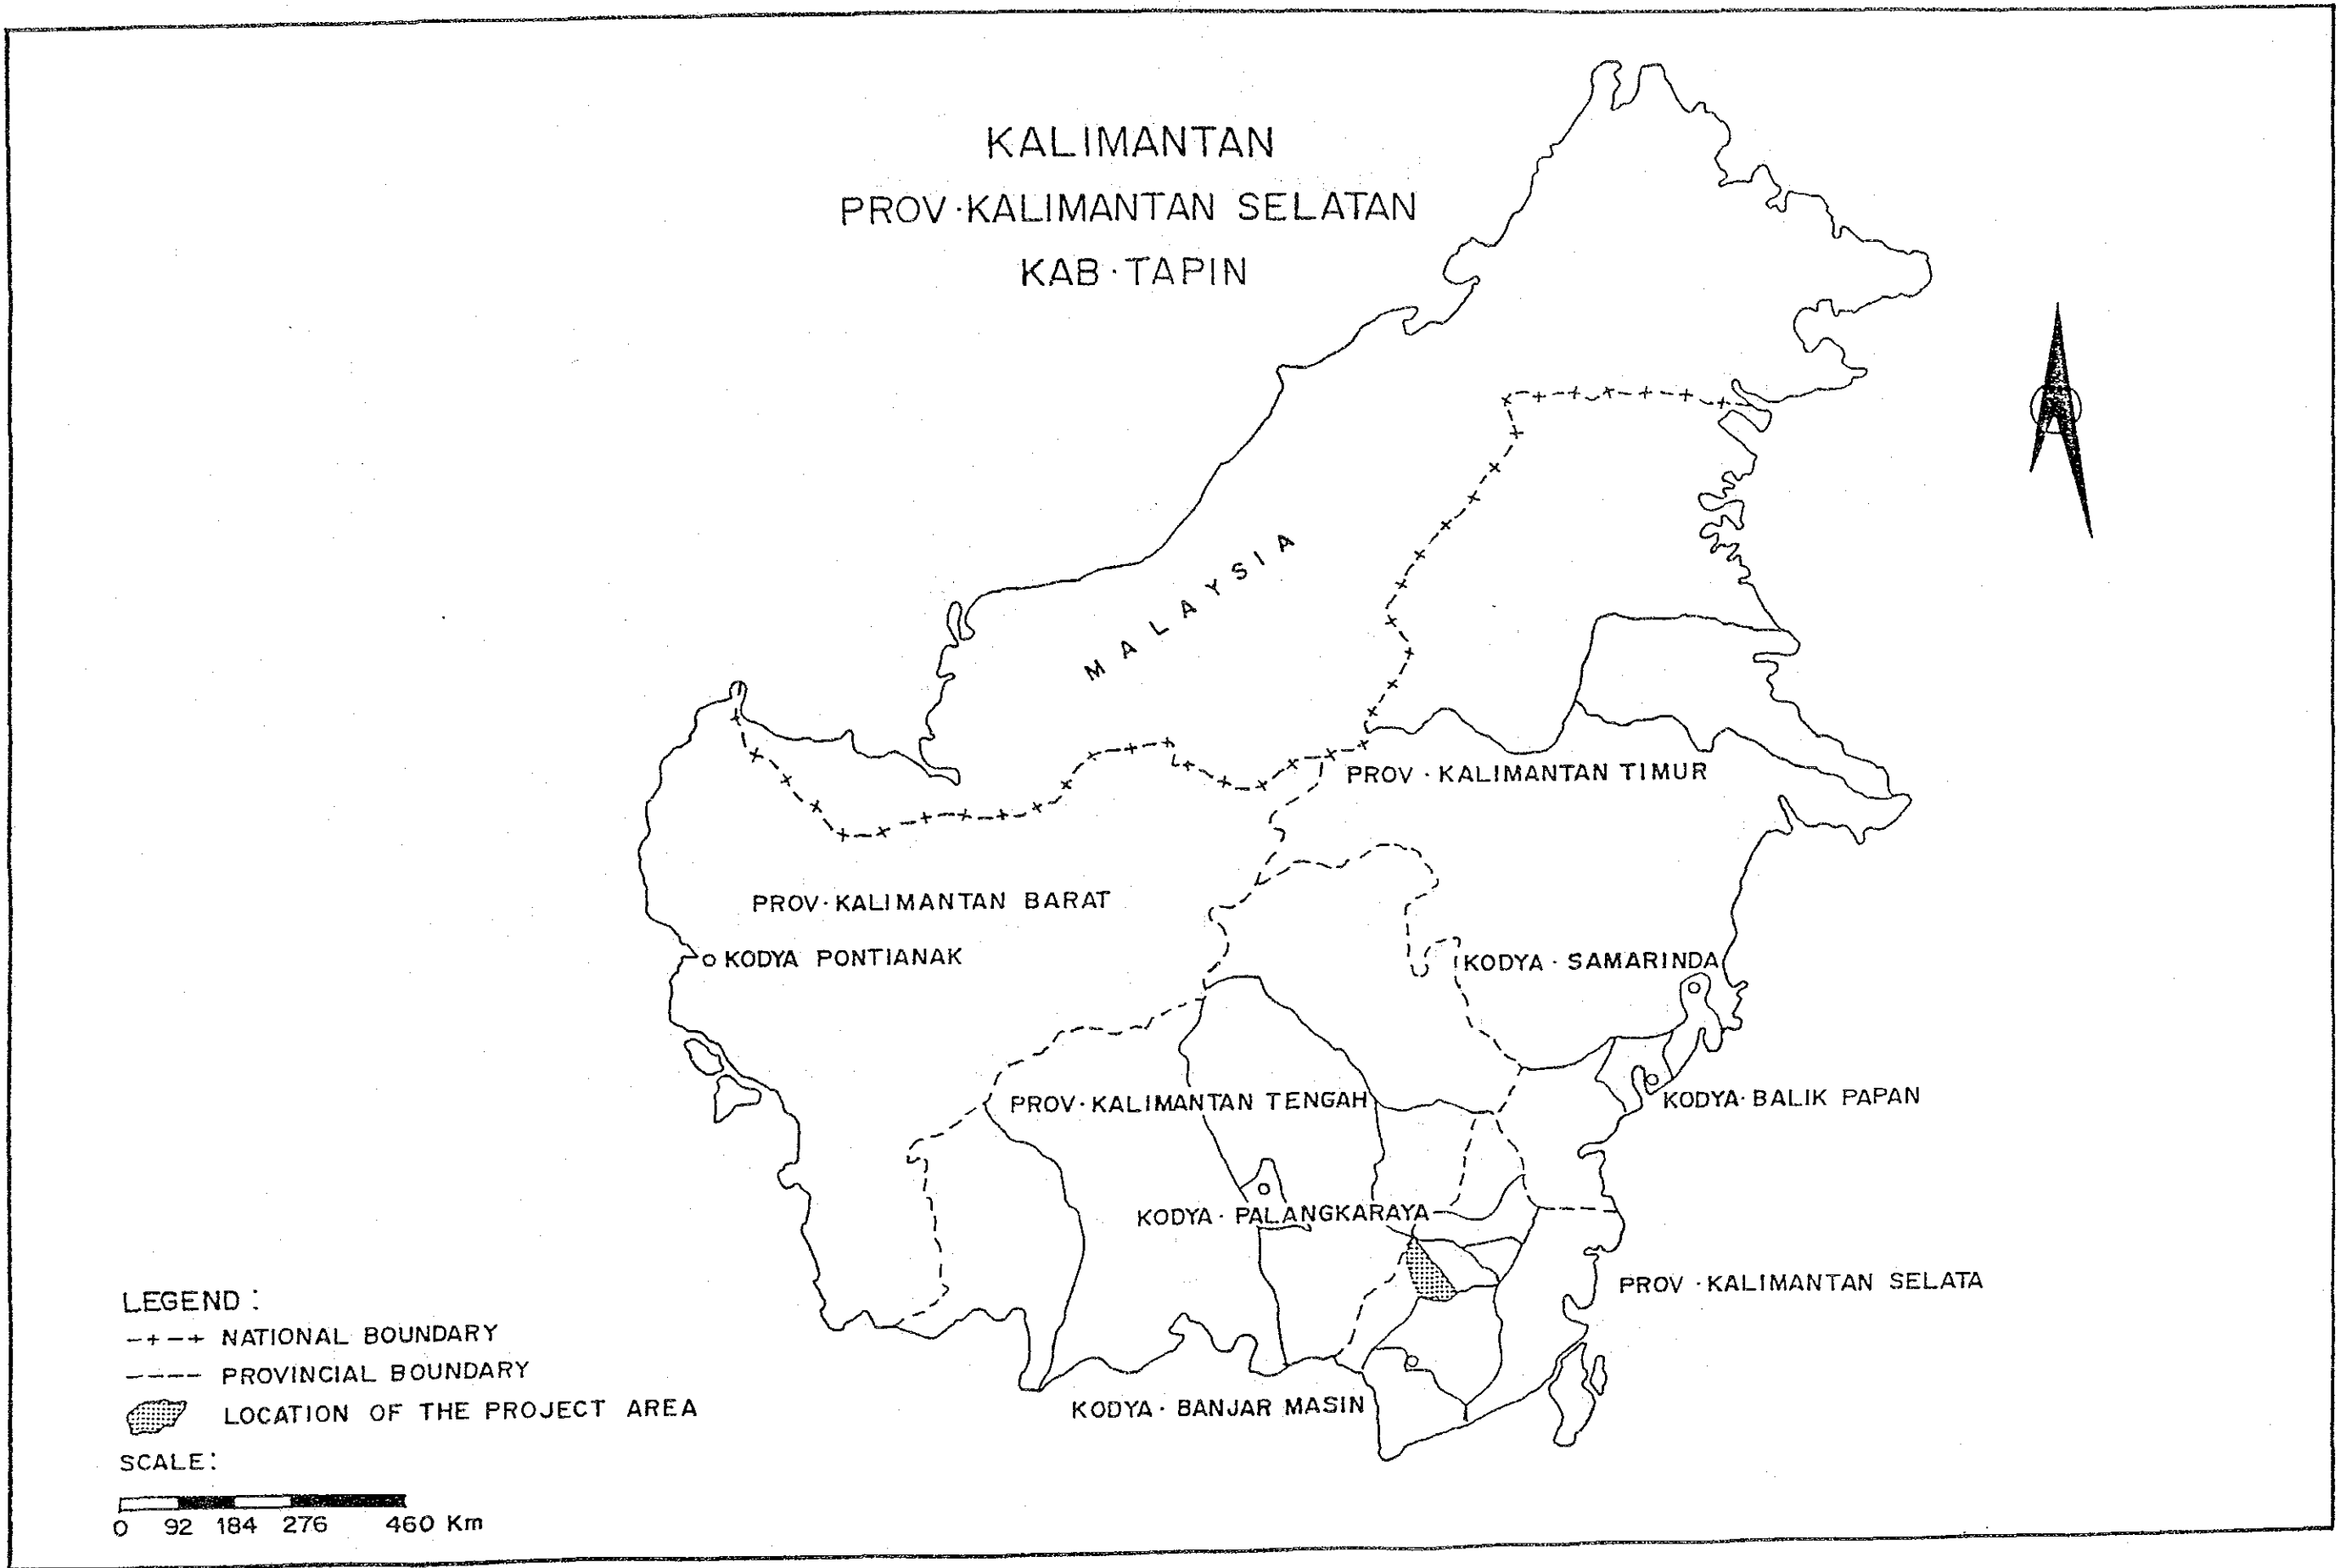 KALIMANTAN
PROV·KALIMANTAN SELATAN
KAB·TAPIN
MALAYSIA
PROV·KALIMANTAN TIMUR
PROV·KALIMANTAN BARAT
KODYA PONTIANAK
KODYA·SAMARINDA
PROV·KALIMANTAN TENGAH
KODYA·BALIK PAPAN
KODYA·PALANGKARAYA
PROV·KALIMANTAN SELATA
KODYA·BANJAR MASIN
LEGEND:
NATIONAL BOUNDARY
PROVINCIAL BOUNDARY
LOCATION OF THE PROJECT AREA
SCALE:
0 92 184 276 460 Km